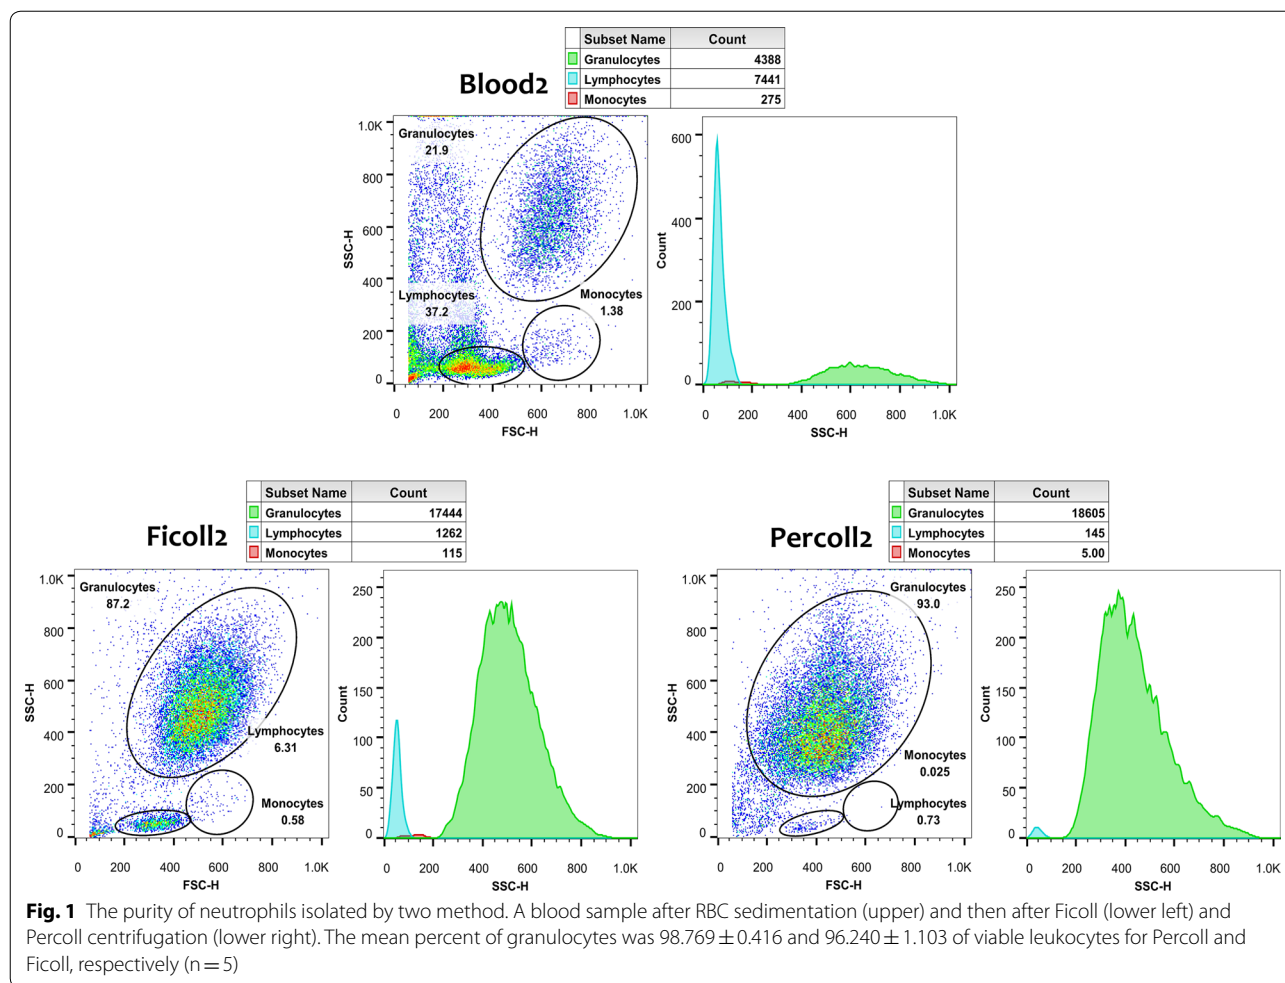 Subset Name Count
Granulocytes 4388
Lymphocytes 7441
Monocytes 275
Blood2
1.0K
800
600
400
200
0
SSC-H
Granulocytes
21.9
Lymphocytes
37.2
Monocytes
1.38
0 200 400 600 800 1.0K
FSC-H
600
400
200
0
Count
0 200 400 600 800 1.0K
SSC-H
Subset Name Count
Granulocytes 17444
Lymphocytes 1262
Monocytes 115
Ficoll2
1.0K
800
600
400
200
0
SSC-H
Granulocytes
87.2
Lymphocytes
6.31
Monocytes
0.58
0 200 400 600 800 1.0K
FSC-H
250
200
150
100
50
0
Count
0 200 400 600 800 1.0K
SSC-H
Subset Name Count
Granulocytes 18605
Lymphocytes 145
Monocytes 5.00
Percoll2
1.0K
800
600
400
200
0
SSC-H
Granulocytes
93.0
Monocytes
0.025
Lymphocytes
0.73
0 200 400 600 800 1.0K
FSC-H
250
200
150
100
50
0
Count
0 200 400 600 800 1.0K
SSC-H
Fig. 1 The purity of neutrophils isolated by two method. A blood sample after RBC sedimentation (upper) and then after Ficoll (lower left) and
Percoll centrifugation (lower right). The mean percent of granulocytes was 98.769 ± 0.416 and 96.240 ± 1.103 of viable leukocytes for Percoll and
Ficoll, respectively (n = 5)